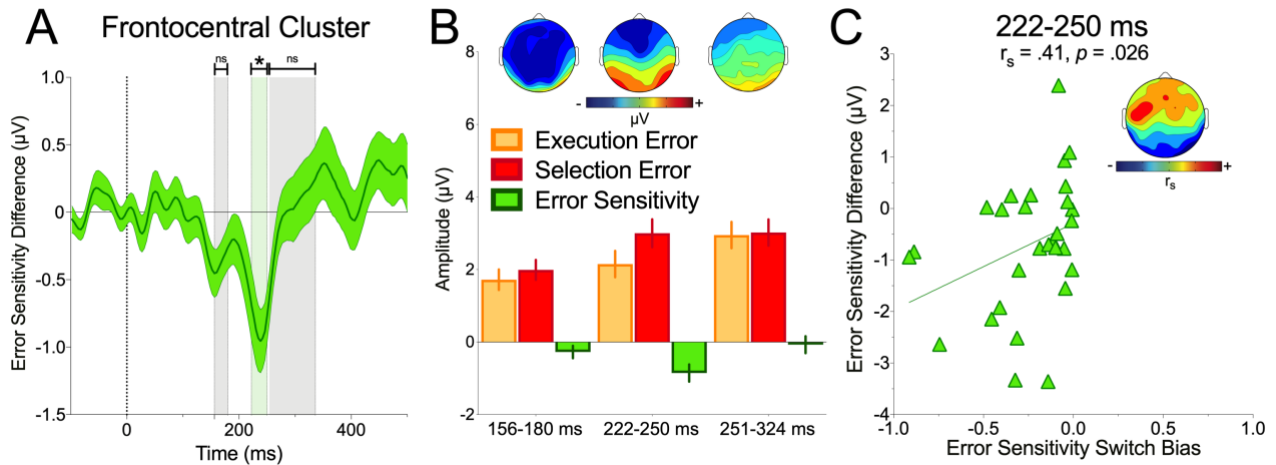 A
Frontocentral Cluster
ns
*
ns
Error Sensitivity Difference (μV)
1.0
0.5
0
-0.5
-1.0
-1.5
0
200
400
Time (ms)
B
8
6
4
2
0
-2
Amplitude (μV)
- +
μV
Execution Error
Selection Error
Error Sensitivity
156-180 ms
222-250 ms
251-324 ms
C
222-250 ms
rs = .41, p = .026
Error Sensitivity Difference (μV)
3
2
1
0
-1
-2
-3
-4
- +
rs
-1.0
-0.5
0.0
0.5
1.0
Error Sensitivity Switch Bias